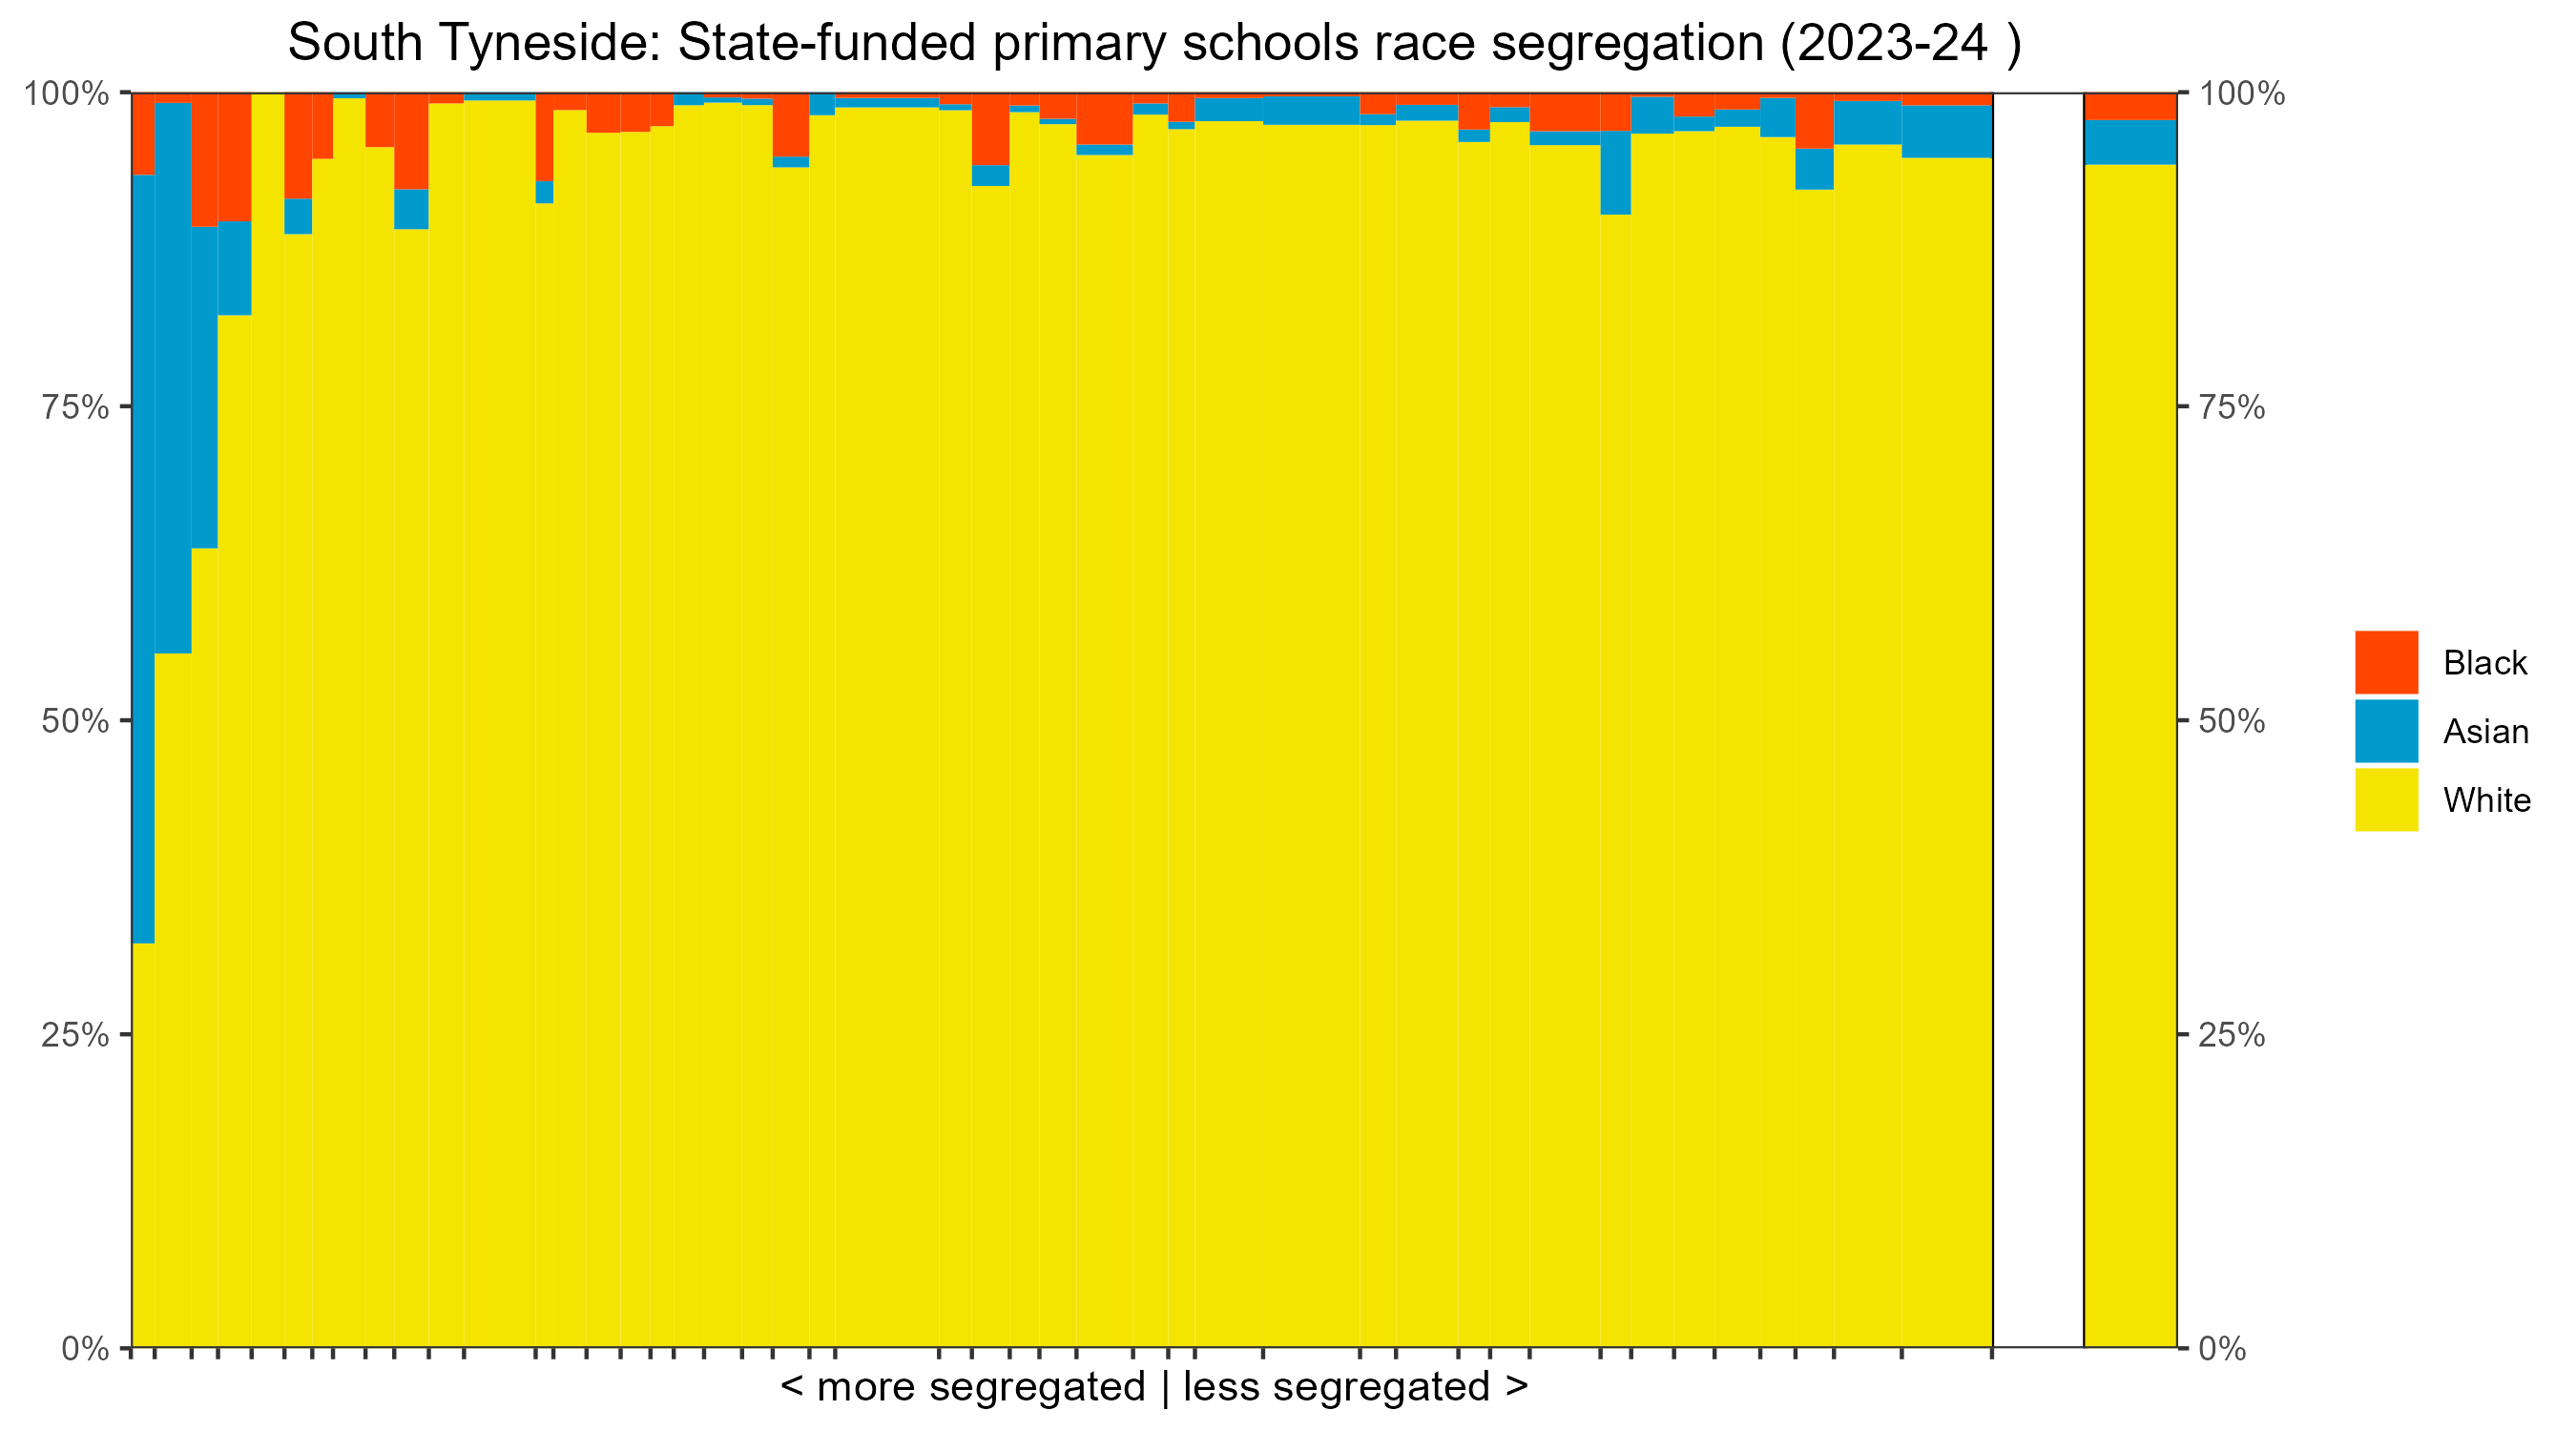 South Tyneside: State-funded primary schools race segregation (2023-24 )
100%
75%
50%
25%
0%
100%
75%
50%
25%
0%
Black
Asian
White
< more segregated | less segregated >